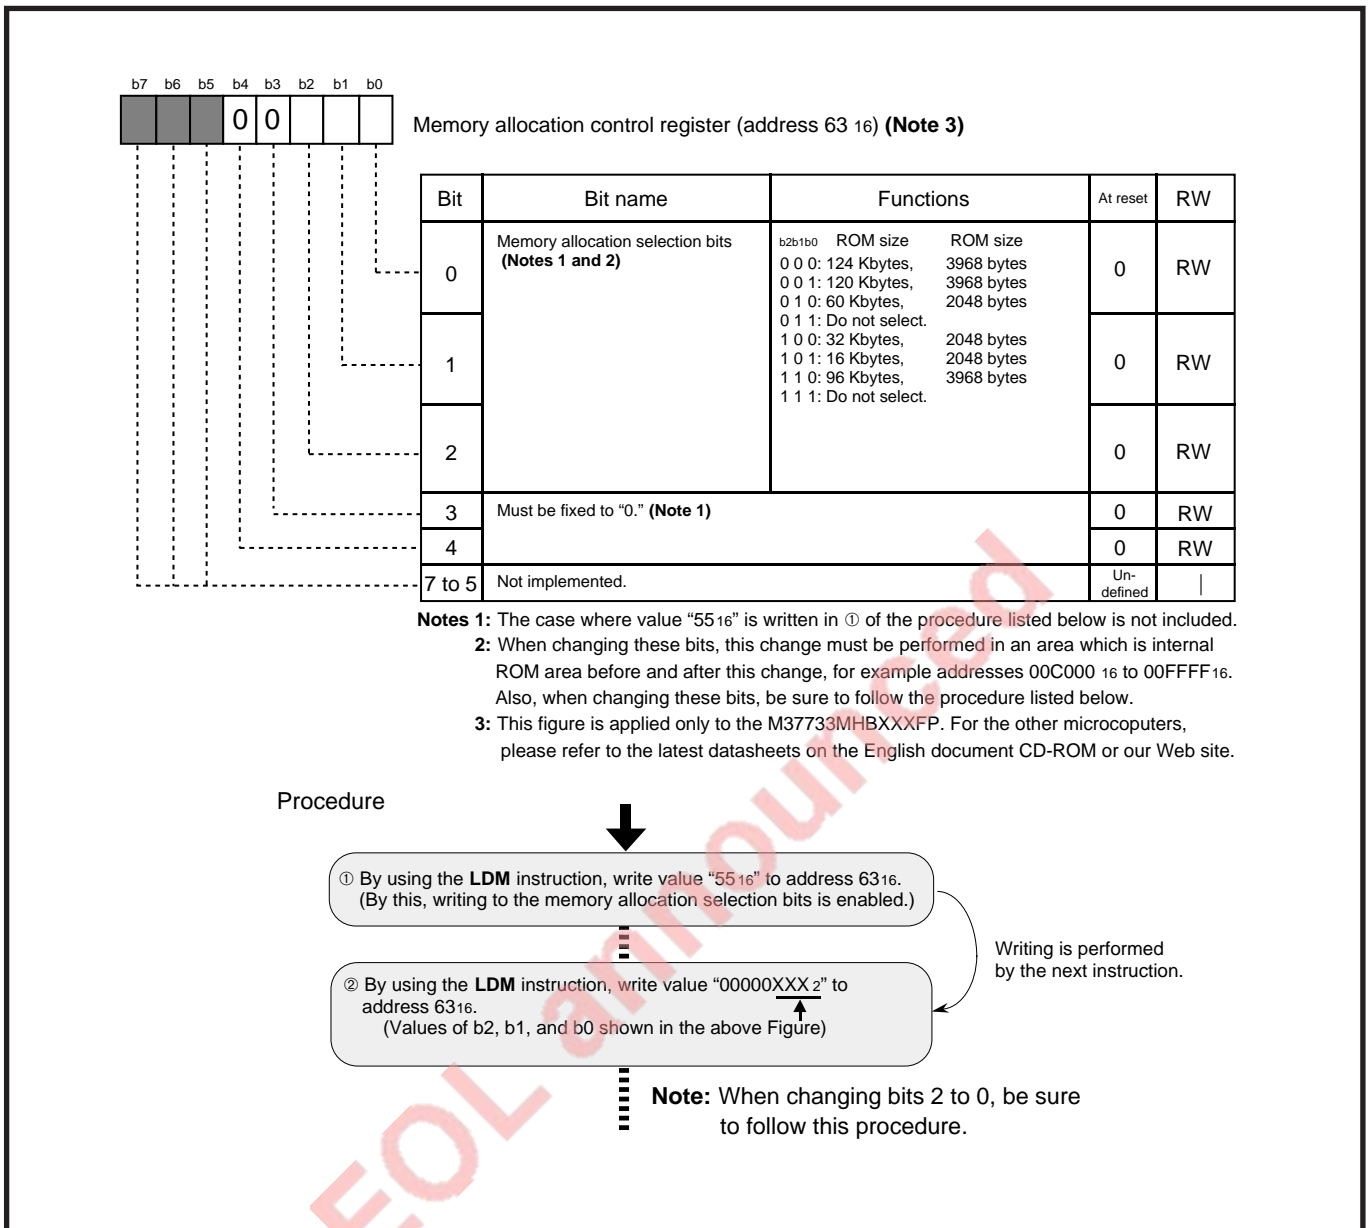 b7 b6 b5 b4 b3 b2 b1 b0
0 0
Memory allocation control register (address 63 16) (Note 3)
Bit Bit name Functions At reset RW
0 Memory allocation selection bits
(Notes 1 and 2)
b2b1b0 ROM size ROM size
0 0 0: 124 Kbytes, 3968 bytes
0 0 1: 120 Kbytes, 3968 bytes
0 1 0: 60 Kbytes, 2048 bytes
0 1 1: Do not select.
1 0 0: 32 Kbytes, 2048 bytes
1 0 1: 16 Kbytes, 2048 bytes
1 1 0: 96 Kbytes, 3968 bytes
1 1 1: Do not select.
0 RW
1 0 RW
2 0 RW
3 Must be fixed to “0.” (Note 1) 0 RW
4 0 RW
7 to 5 Not implemented. Un-
defined
Notes 1: The case where value “5516” is written in ① of the procedure listed below is not included.
2: When changing these bits, this change must be performed in an area which is internal
ROM area before and after this change, for example addresses 00C000 16 to 00FFFF16.
Also, when changing these bits, be sure to follow the procedure listed below.
3: This figure is applied only to the M37733MHBXXXFP. For the other microcoputers,
please refer to the latest datasheets on the English document CD-ROM or our Web site.
Procedure
① By using the LDM instruction, write value “5516” to address 6316.
(By this, writing to the memory allocation selection bits is enabled.)
Writing is performed
by the next instruction.
② By using the LDM instruction, write value “00000XXX 2” to
address 6316.
(Values of b2, b1, and b0 shown in the above Figure)
Note: When changing bits 2 to 0, be sure
to follow this procedure.
EOL announced